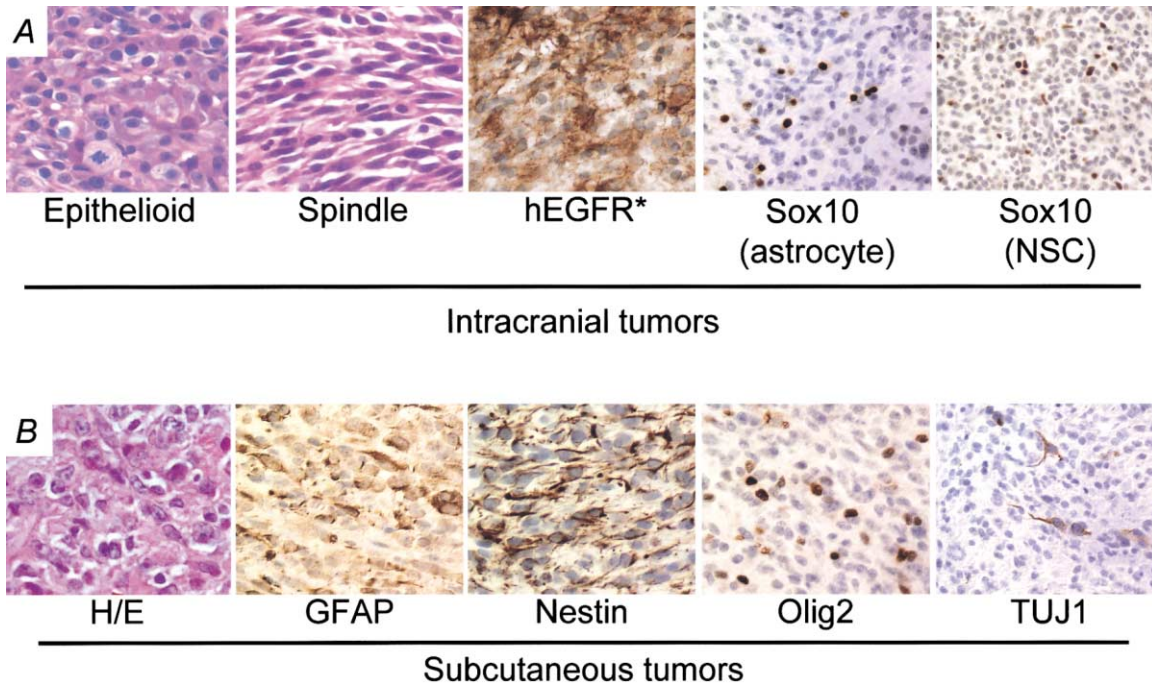 A
Epithelioid Spindle hEGFR* Sox10 (astrocyte) Sox10 (NSC)
Intracranial tumors
B
H/E GFAP Nestin Olig2 TUJ1
Subcutaneous tumors